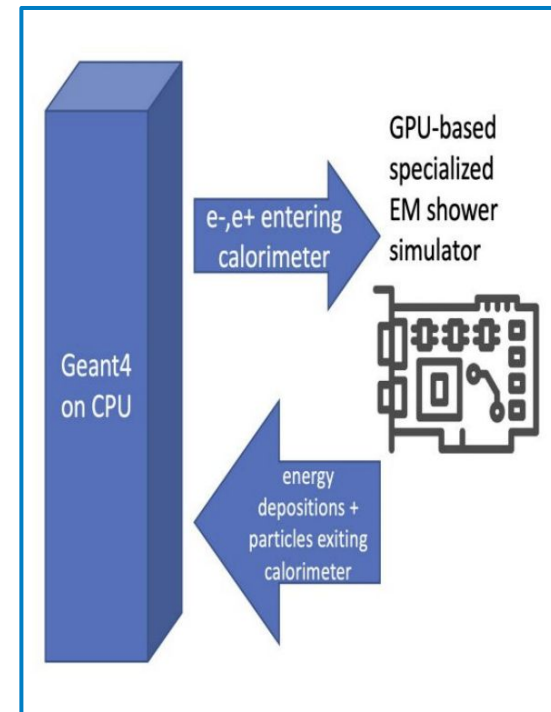 GPU-based
specialized
EM shower
simulator
e-,e+ entering
calorimeter
Geant4
on CPU
energy
depositions +
particles exiting
calorimeter